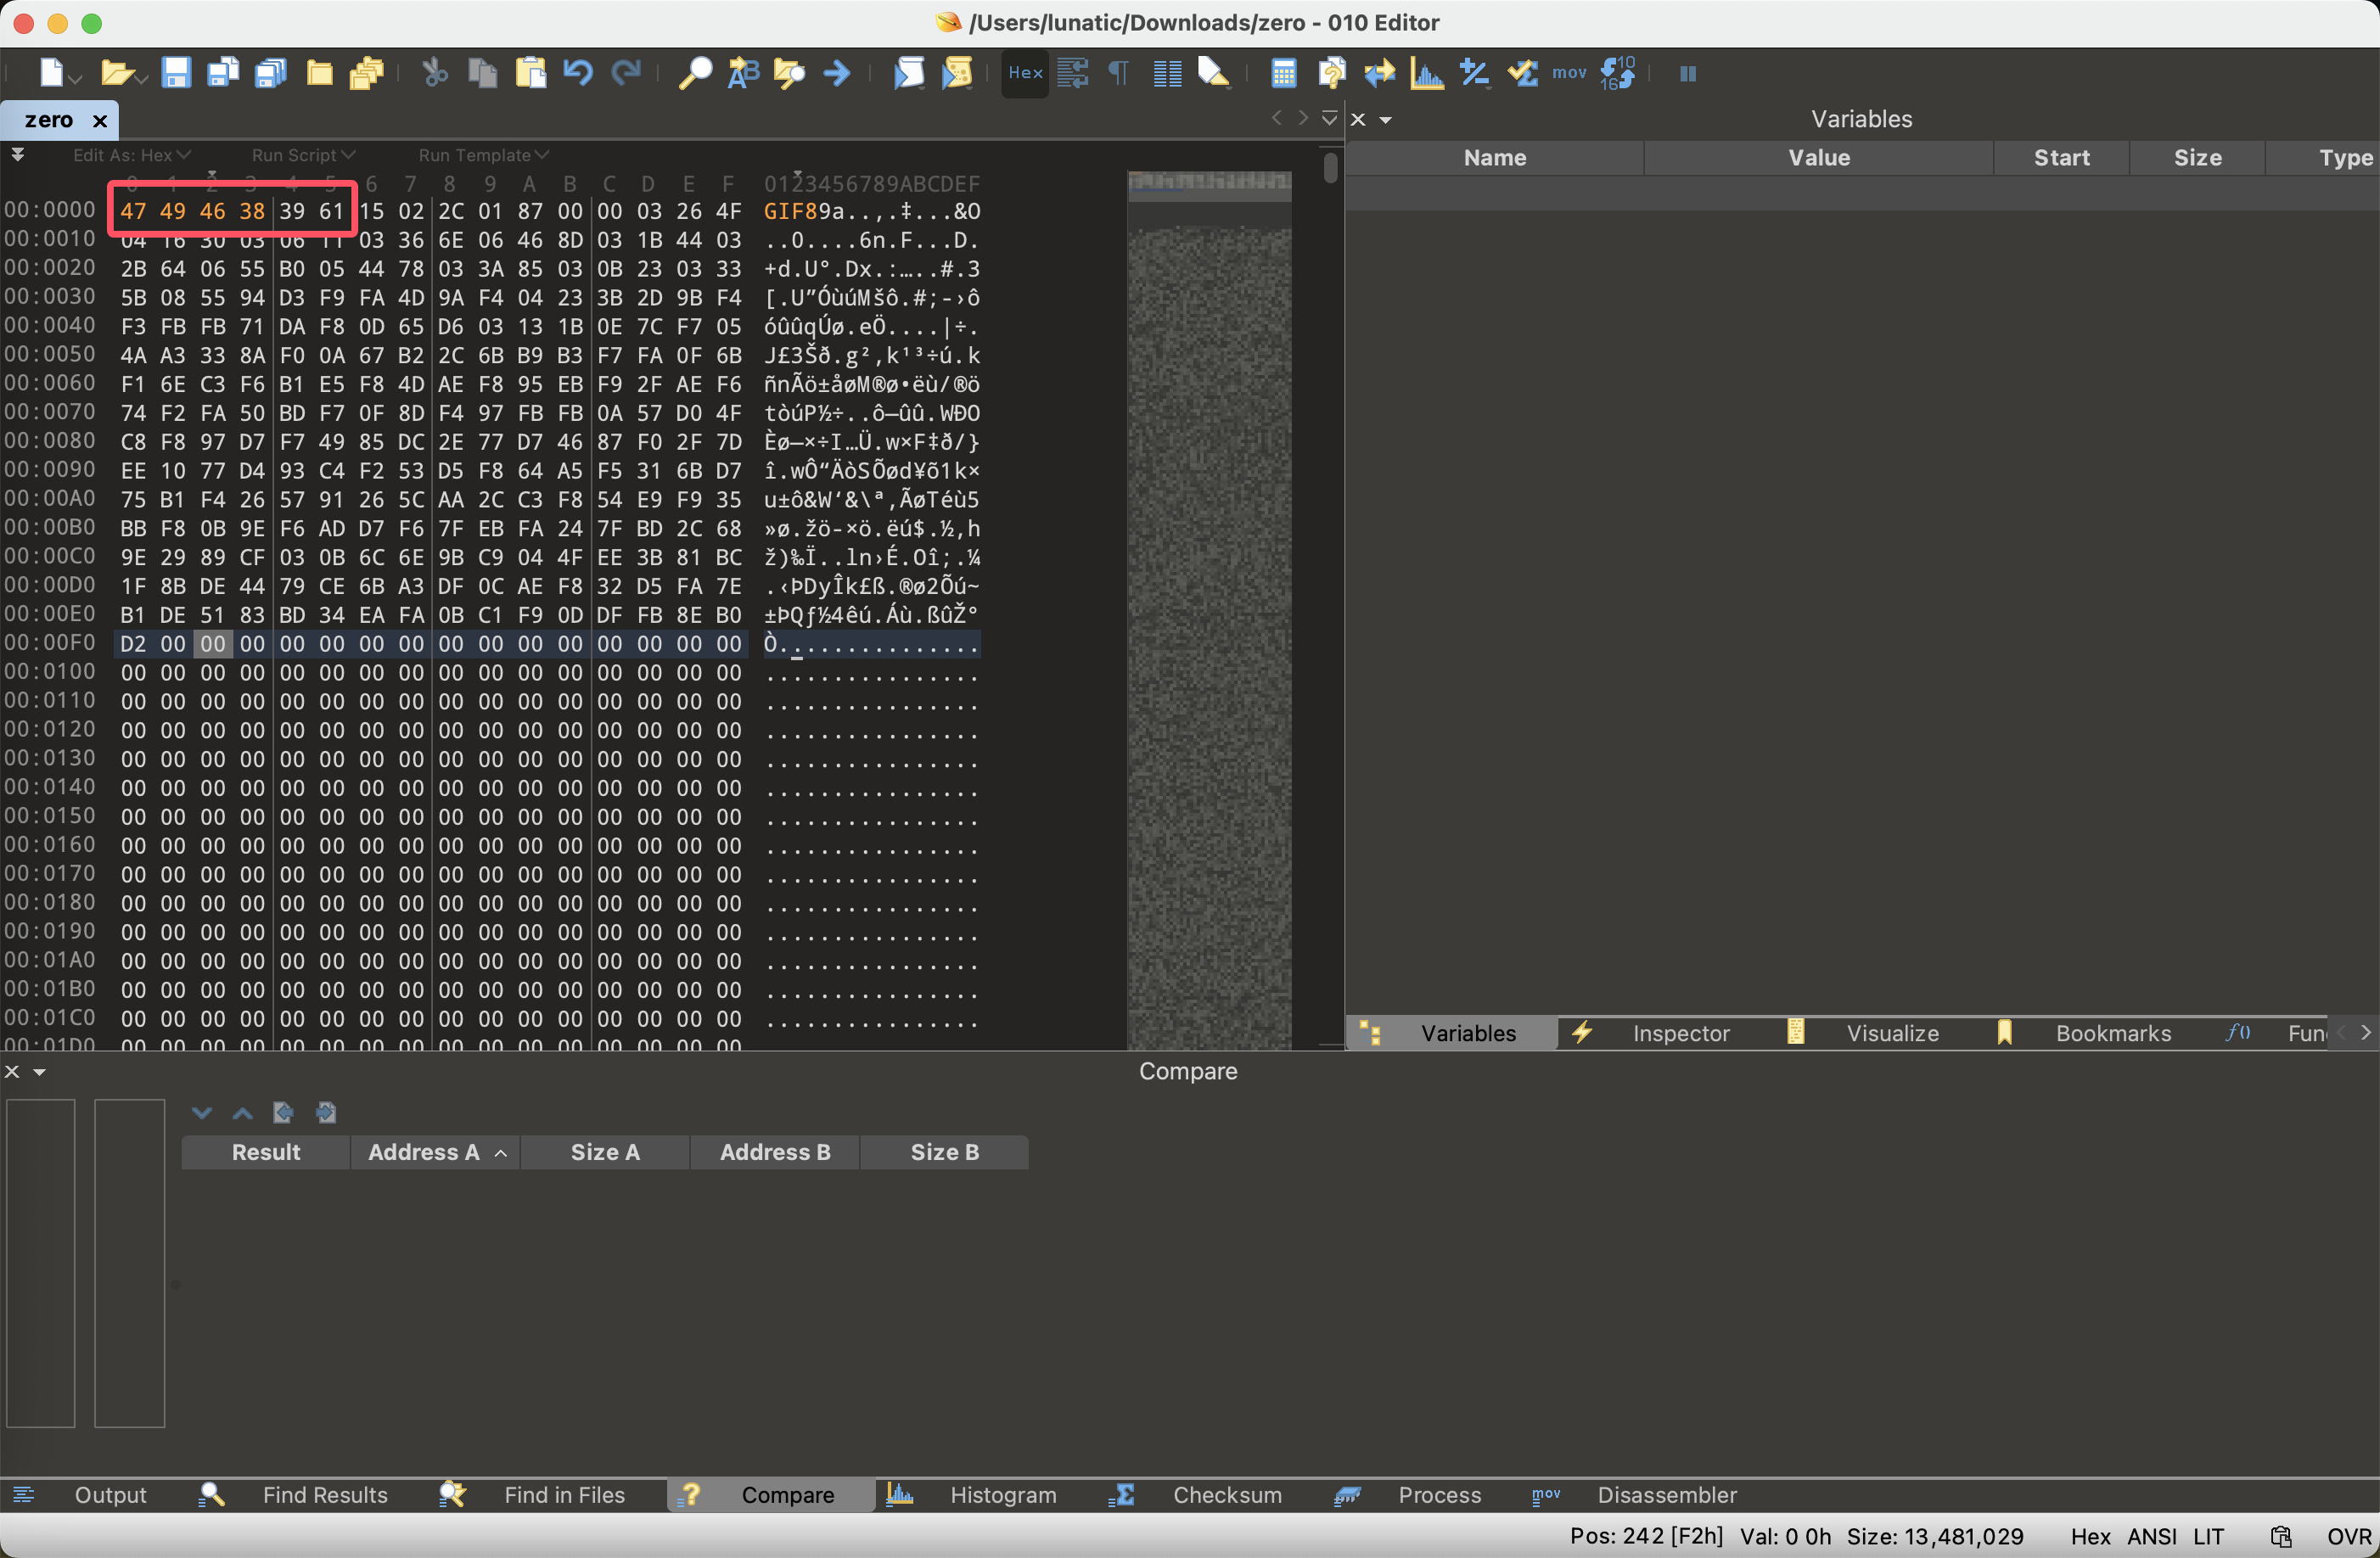 /Users/lunatic/Downloads/zero - 010 Editor
Hex
mov
zero
Variables
Edit As: Hex Run Script Run Template
Name Value Start Size Type
0 1 2 3 4 5 6 7 8 9 A B C D E F 0123456789ABCDEF
00:0000 47 49 46 38 39 61 15 02 2C 01 87 00 00 03 26 4F GIF89a..,.‡...&O
00:0010 04 16 30 03 06 11 03 36 6E 06 46 8D 03 1B 44 03 ..0....6n.F...D.
00:0020 2B 64 06 55 B0 05 44 78 03 3A 85 03 0B 23 03 33 +d.U°.Dx.:…..#.3
00:0030 5B 08 55 94 D3 F9 FA 4D 9A F4 04 23 3B 2D 9B F4 [.U”ÓùúMšô.#;-›ô
00:0040 F3 FB FB 71 DA F8 0D 65 D6 03 13 1B 0E 7C F7 05 óûûqÚø.eÖ....|÷.
00:0050 4A A3 33 8A F0 0A 67 B2 2C 6B B9 B3 F7 FA 0F 6B J£3Šð.g²,k¹³÷ú.k
00:0060 F1 6E C3 F6 B1 E5 F8 4D AE F8 95 EB F9 2F AE F6 ñnÃö±åøM®ø•ëù/®ö
00:0070 74 F2 FA 50 BD F7 0F 8D F4 97 FB FB 0A 57 D0 4F tòúP½÷..ô—ûû.WÐO
00:0080 C8 F8 97 D7 F7 49 85 DC 2E 77 D7 46 87 F0 2F 7D Èø—×÷I…Ü.w×F‡ð/}
00:0090 EE 10 77 D4 93 C4 F2 53 D5 F8 64 A5 F5 31 6B D7 î.wÔ“ÄòSÕød¥õ1k×
00:00A0 75 B1 F4 26 57 91 26 5C AA 2C C3 F8 54 E9 F9 35 u±ô&W‘&\ª,ÃøTéù5
00:00B0 BB F8 0B 9E F6 AD D7 F6 7F EB FA 24 7F BD 2C 68 »ø.žö-×ö.ëú$.½,h
00:00C0 9E 29 89 CF 03 0B 6C 6E 9B C9 04 4F EE 3B 81 BC ž)‰Ï..ln›É.Oî;.¼
00:00D0 1F 8B DE 44 79 CE 6B A3 DF 0C AE F8 32 D5 FA 7E .‹ÞDyÎk£ß.®ø2Õú~
00:00E0 B1 DE 51 83 BD 34 EA FA 0B C1 F9 0D DF FB 8E B0 ±ÞQƒ½4êú.Áù.ßûŽ°
00:00F0 D2 00 00 00 00 00 00 00 00 00 00 00 00 00 00 00 Ò...............
00:0100 00 00 00 00 00 00 00 00 00 00 00 00 00 00 00 00 ................
00:0110 00 00 00 00 00 00 00 00 00 00 00 00 00 00 00 00 ................
00:0120 00 00 00 00 00 00 00 00 00 00 00 00 00 00 00 00 ................
00:0130 00 00 00 00 00 00 00 00 00 00 00 00 00 00 00 00 ................
00:0140 00 00 00 00 00 00 00 00 00 00 00 00 00 00 00 00 ................
00:0150 00 00 00 00 00 00 00 00 00 00 00 00 00 00 00 00 ................
00:0160 00 00 00 00 00 00 00 00 00 00 00 00 00 00 00 00 ................
00:0170 00 00 00 00 00 00 00 00 00 00 00 00 00 00 00 00 ................
00:0180 00 00 00 00 00 00 00 00 00 00 00 00 00 00 00 00 ................
00:0190 00 00 00 00 00 00 00 00 00 00 00 00 00 00 00 00 ................
00:01A0 00 00 00 00 00 00 00 00 00 00 00 00 00 00 00 00 ................
00:01B0 00 00 00 00 00 00 00 00 00 00 00 00 00 00 00 00 ................
00:01C0 00 00 00 00 00 00 00 00 00 00 00 00 00 00 00 00 ................
00:01D0 00 00 00 00 00 00 00 00 00 00 00 00 00 00 00 00
Variables Inspector Visualize Bookmarks Fun
Compare
Result Address A Size A Address B Size B
Output Find Results Find in Files Compare Histogram Checksum Process mov Disassembler
Pos: 242 [F2h] Val: 0 0h Size: 13,481,029 Hex ANSI LIT OVR